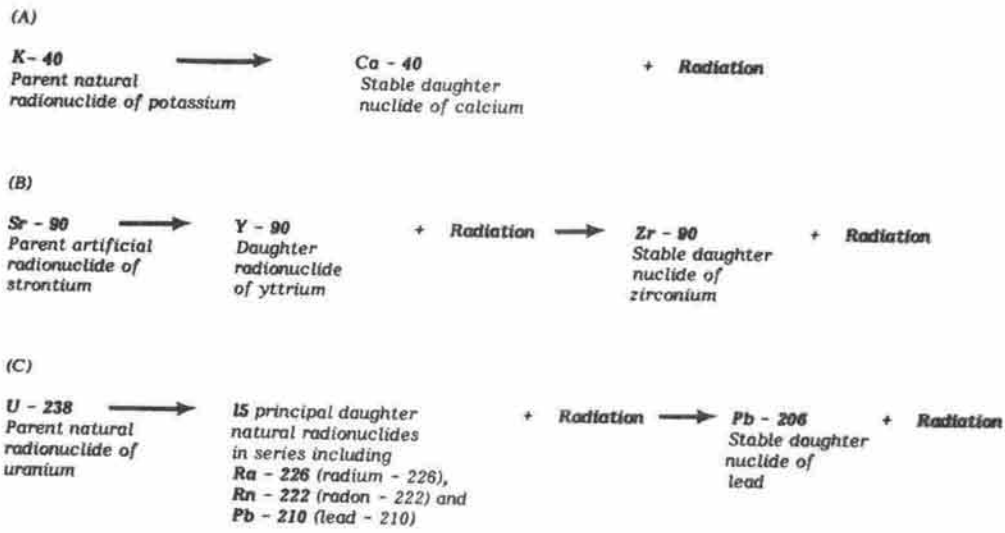 (A)
K- 40 Ca - 40 + Radiation
Parent natural Stable daughter
radionuclide of potassium nuclide of calcium
(B)
Sr - 90 Y - 90 + Radiation Zr - 90 + Radiation
Parent artificial Daughter Stable daughter
radionuclide of radionuclide nuclide of
strontium of yttrium zirconium
(C)
U - 238 15 principal daughter + Radiation Pb - 206 + Radiation
Parent natural natural radionuclides Stable daughter
radionuclide of in series including nuclide of
uranium Ra - 226 (radium - 226), lead
Rn - 222 (radon - 222) and
Pb - 210 (lead - 210)